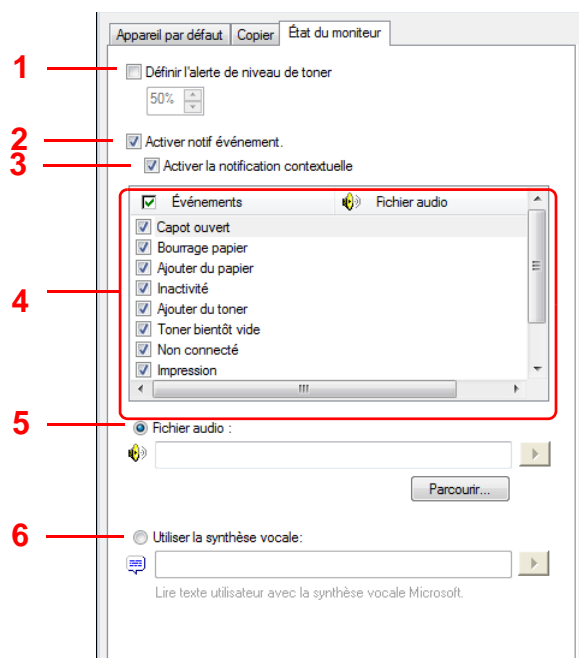 Appareil par défaut Copier État du moniteur
1 Définir l'alerte de niveau de toner
50%
2 Activer notif événement.
3 Activer la notification contextuelle
Événements Fichier audio
Capot ouvert
Bourrage papier
Ajouter du papier
4 Inactivité
Ajouter du toner
Toner bientôt vide
Non connecté
Impression
5 Fichier audio :
Parcourir...
6 Utiliser la synthèse vocale:
Lire texte utilisateur avec la synthèse vocale Microsoft.